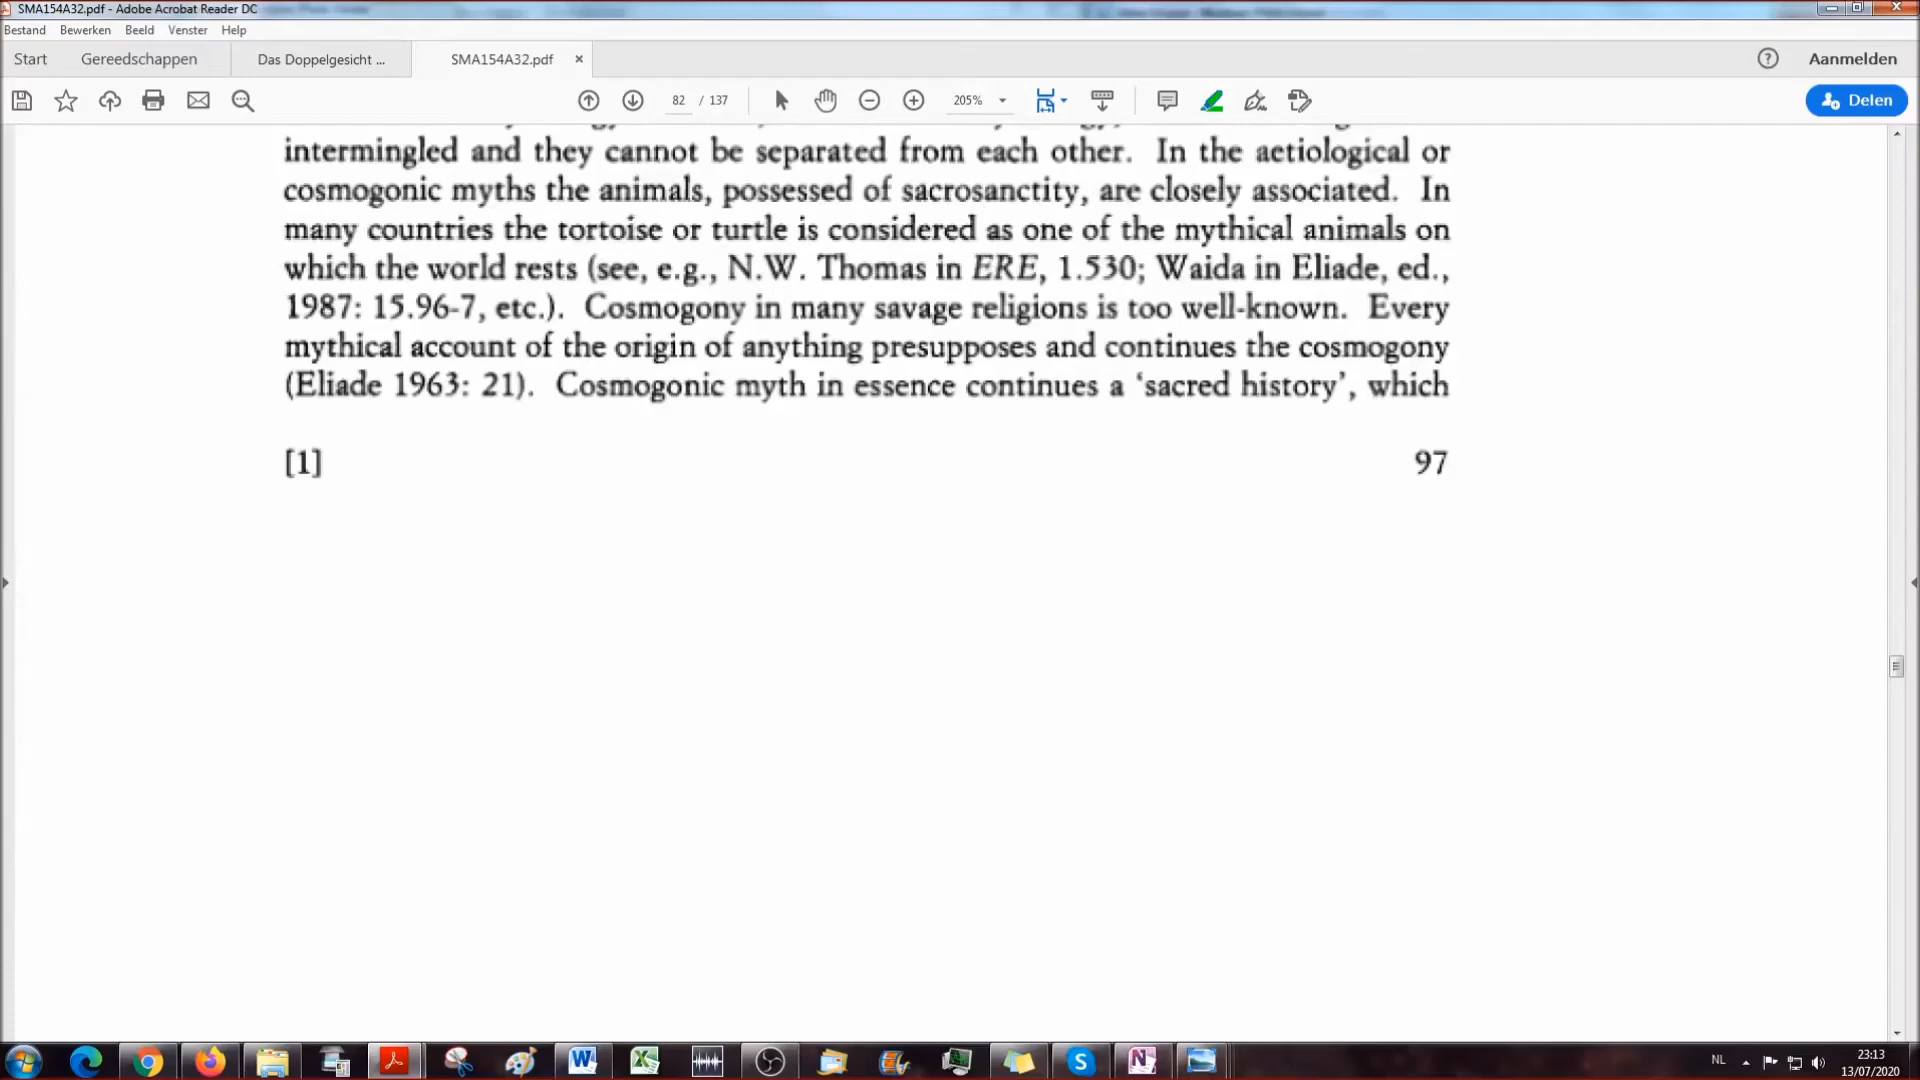 SMA154A32.pdf - Adobe Acrobat Reader DC
Bestand Bewerken Beeld Venster Help
Start Gereedschappen Das Doppelgesicht ... SMA154A32.pdf × ? Aanmelden
82 / 137 205% Delen
intermingled and they cannot be separated from each other. In the aetiological or
cosmogonic myths the animals, possessed of sacrosanctity, are closely associated. In
many countries the tortoise or turtle is considered as one of the mythical animals on
which the world rests (see, e.g., N.W. Thomas in ERE, 1.530; Waida in Eliade, ed.,
1987: 15.96-7, etc.). Cosmogony in many savage religions is too well-known. Every
mythical account of the origin of anything presupposes and continues the cosmogony
(Eliade 1963: 21). Cosmogonic myth in essence continues a ‘sacred history’, which
[1] 97
NL 23:13
13/07/2020